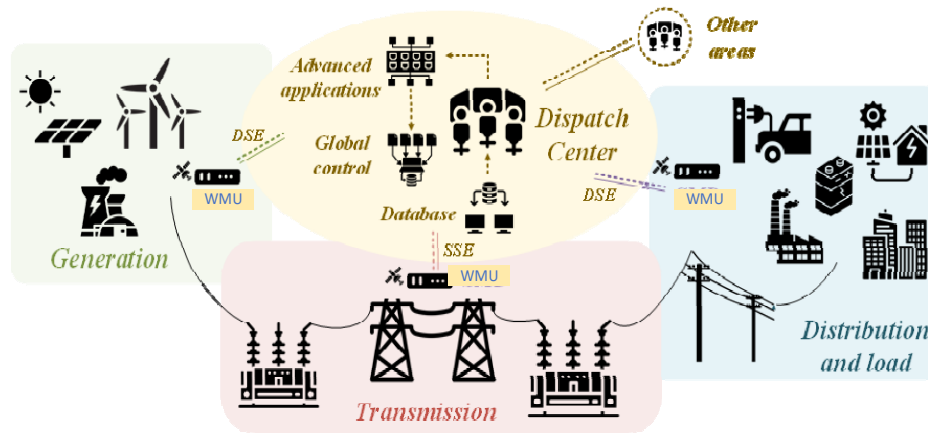 Other
areas
Advanced
applications
Dispatch
Center
DSE
Global
control
WMU
DSE
WMU
Database
SSE
WMU
Generation
Distribution
and load
Transmission